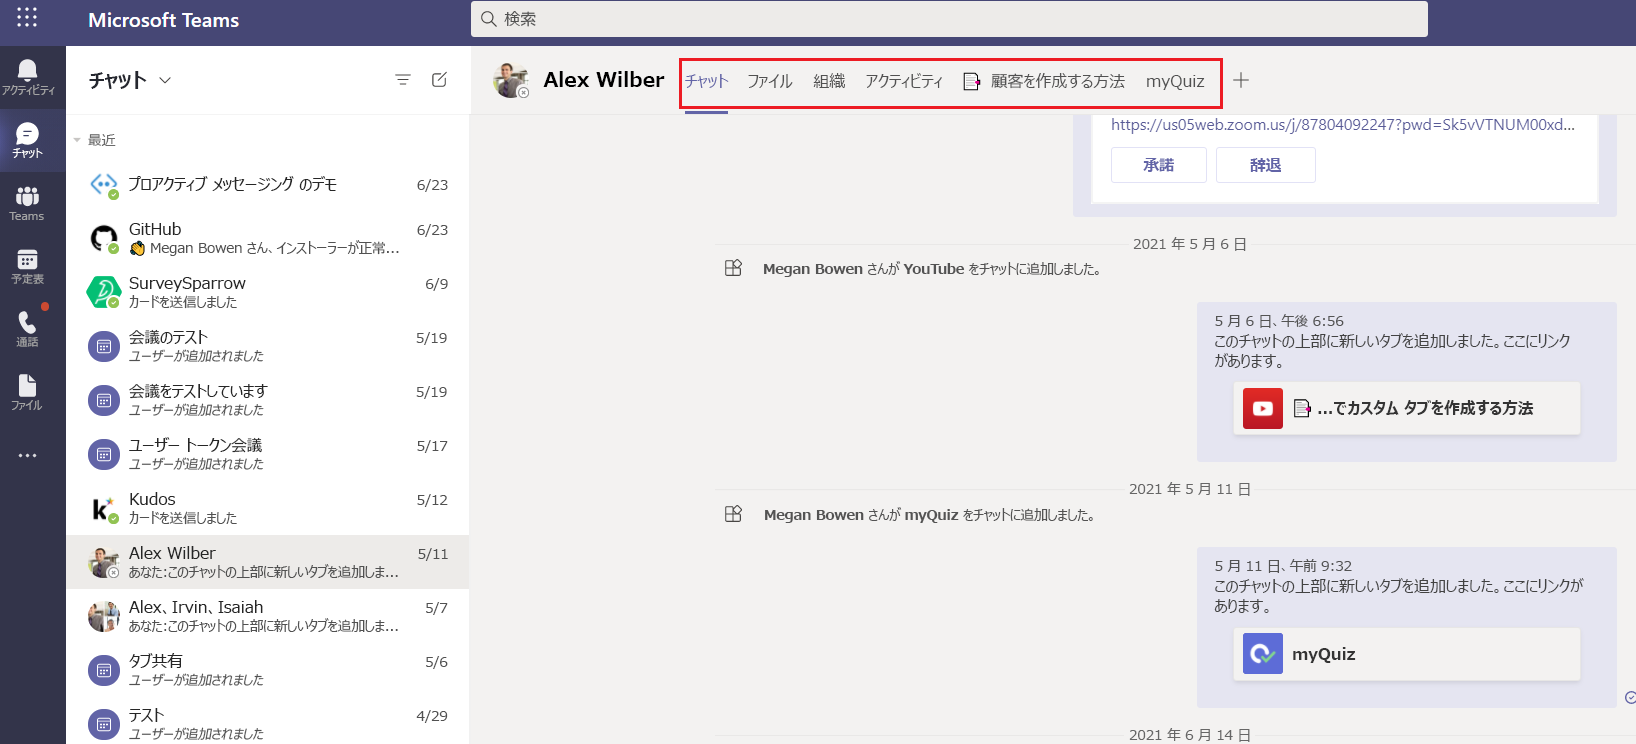 Microsoft Teams
検索
アクティビティ
チャット
Teams
予定表
通話
ファイル
チャット
最近
プロアクティブ メッセージング のデモ 6/23
GitHub 6/23
Megan Bowen さん、インストーラーが正常...
SurveySparrow 6/9
カードを送信しました
会議のテスト 5/19
ユーザーが追加されました
会議をテストしています 5/19
ユーザーが追加されました
ユーザー トークン会議 5/17
ユーザーが追加されました
Kudos 5/12
カードを送信しました
Alex Wilber 5/11
あなた:このチャットの上部に新しいタブを追加しま...
Alex、Irvin、Isaiah 5/7
あなた:このチャットの上部に新しいタブを追加しま...
タブ共有 5/6
ユーザーが追加されました
テスト 4/29
ユーザーが追加されました
Alex Wilber チャット ファイル 組織 アクティビティ 顧客を作成する方法 myQuiz
https://us05web.zoom.us/j/87804092247?pwd=Sk5vVTNUM00xd...
承諾 辞退
2021 年 5 月 6 日
Megan Bowen さんが YouTube をチャットに追加しました。
5 月 6 日、午後 6:56
このチャットの上部に新しいタブを追加しました。ここにリンク
があります。
...でカスタム タブを作成する方法
2021 年 5 月 11 日
Megan Bowen さんが myQuiz をチャットに追加しました。
5 月 11 日、午前 9:32
このチャットの上部に新しいタブを追加しました。ここにリンクが
あります。
myQuiz
2021 年 6 月 14 日